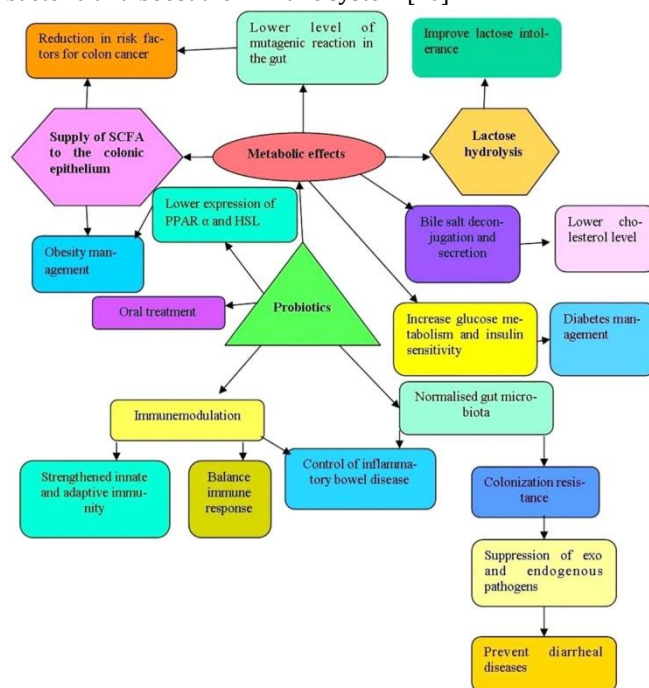 Lower level of
mutagenic reaction in
the gut
Improve lactose intol-
erance
Reduction in risk fac-
tors for colon cancer
Supply of SCFA
to the colonic
epithelium
Metabolic effects
Lactose
hydrolysis
Lower expression of
PPAR α and HSL
Bile salt decon-
jugation and
secretion
Lower cho-
lesterol level
Obesity man-
agement
Oral treatment
Probiotics
Increase glucose me-
tabolism and insulin
sensitivity
Diabetes man-
agement
Immunemodulation
Normalised gut micro-
biota
Strengthened innate
and adaptive immu-
nity
Balance
immune
response
Control of inflamma-
tory bowel disease
Colonization resis-
tance
Suppression of exo
and endogenous
pathogens
Prevent diarrheal
diseases